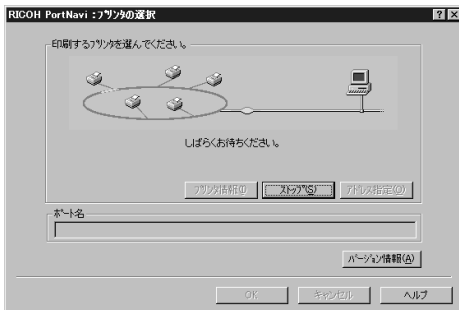 RICOH PortNavi :プリンタの選択
印刷するプリンタを選んでください。
しばらくお待ちください。
プリンタ情報(I) ストップ(S) アドレス指定(O)
ポート名
バージョン情報(A)
OK キャンセル ヘルプ